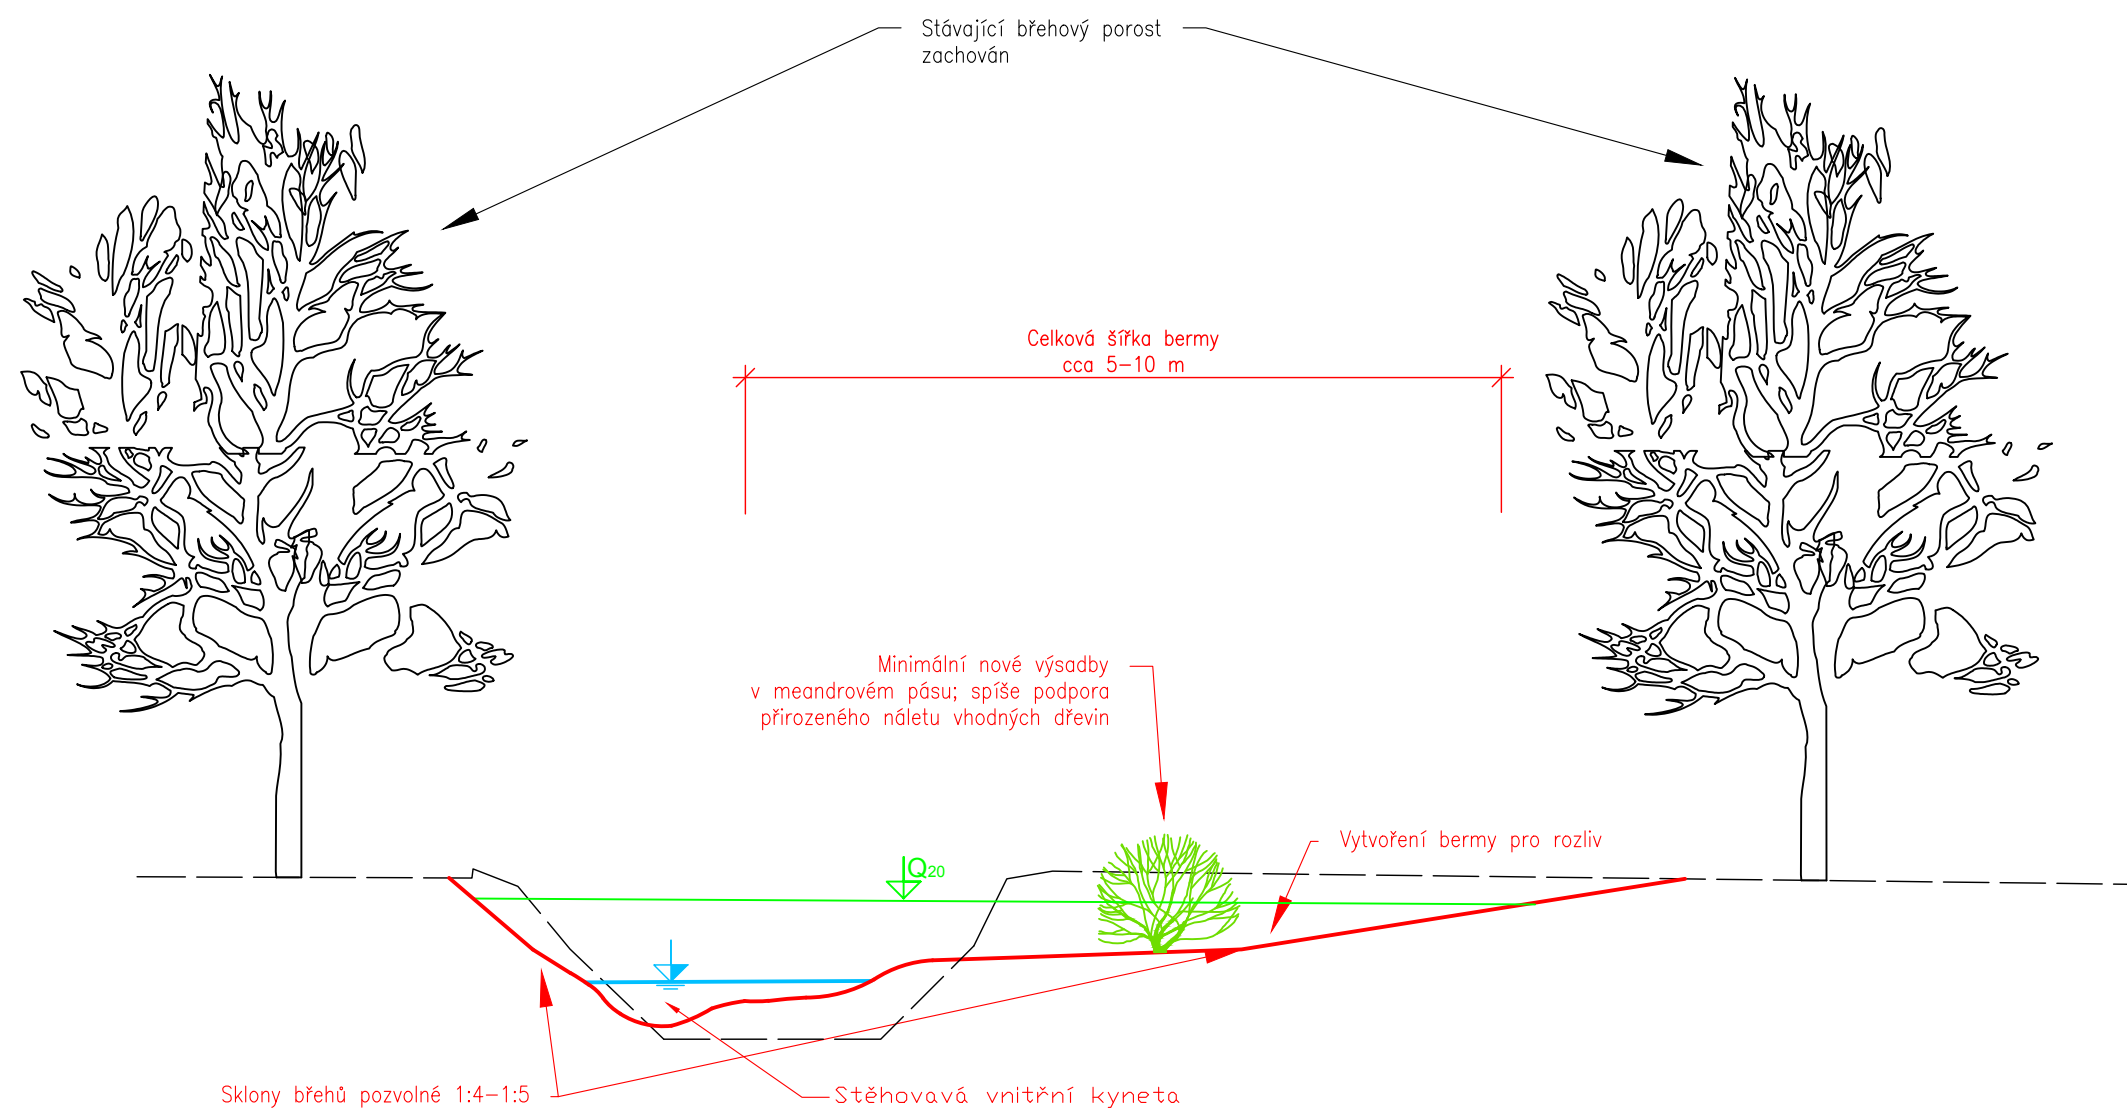 Stávající břehový porost
zachován
Celková šířka bermy
cca 5-10 m
Minimální nové výsadby
v meandrovém pásu; spíše podpora
přirozeného náletu vhodných dřevin
Vytvoření bermy pro rozliv
Q20
Sklony břehů pozvolné 1:4-1:5
Stěhovavá vnitřní kyneta